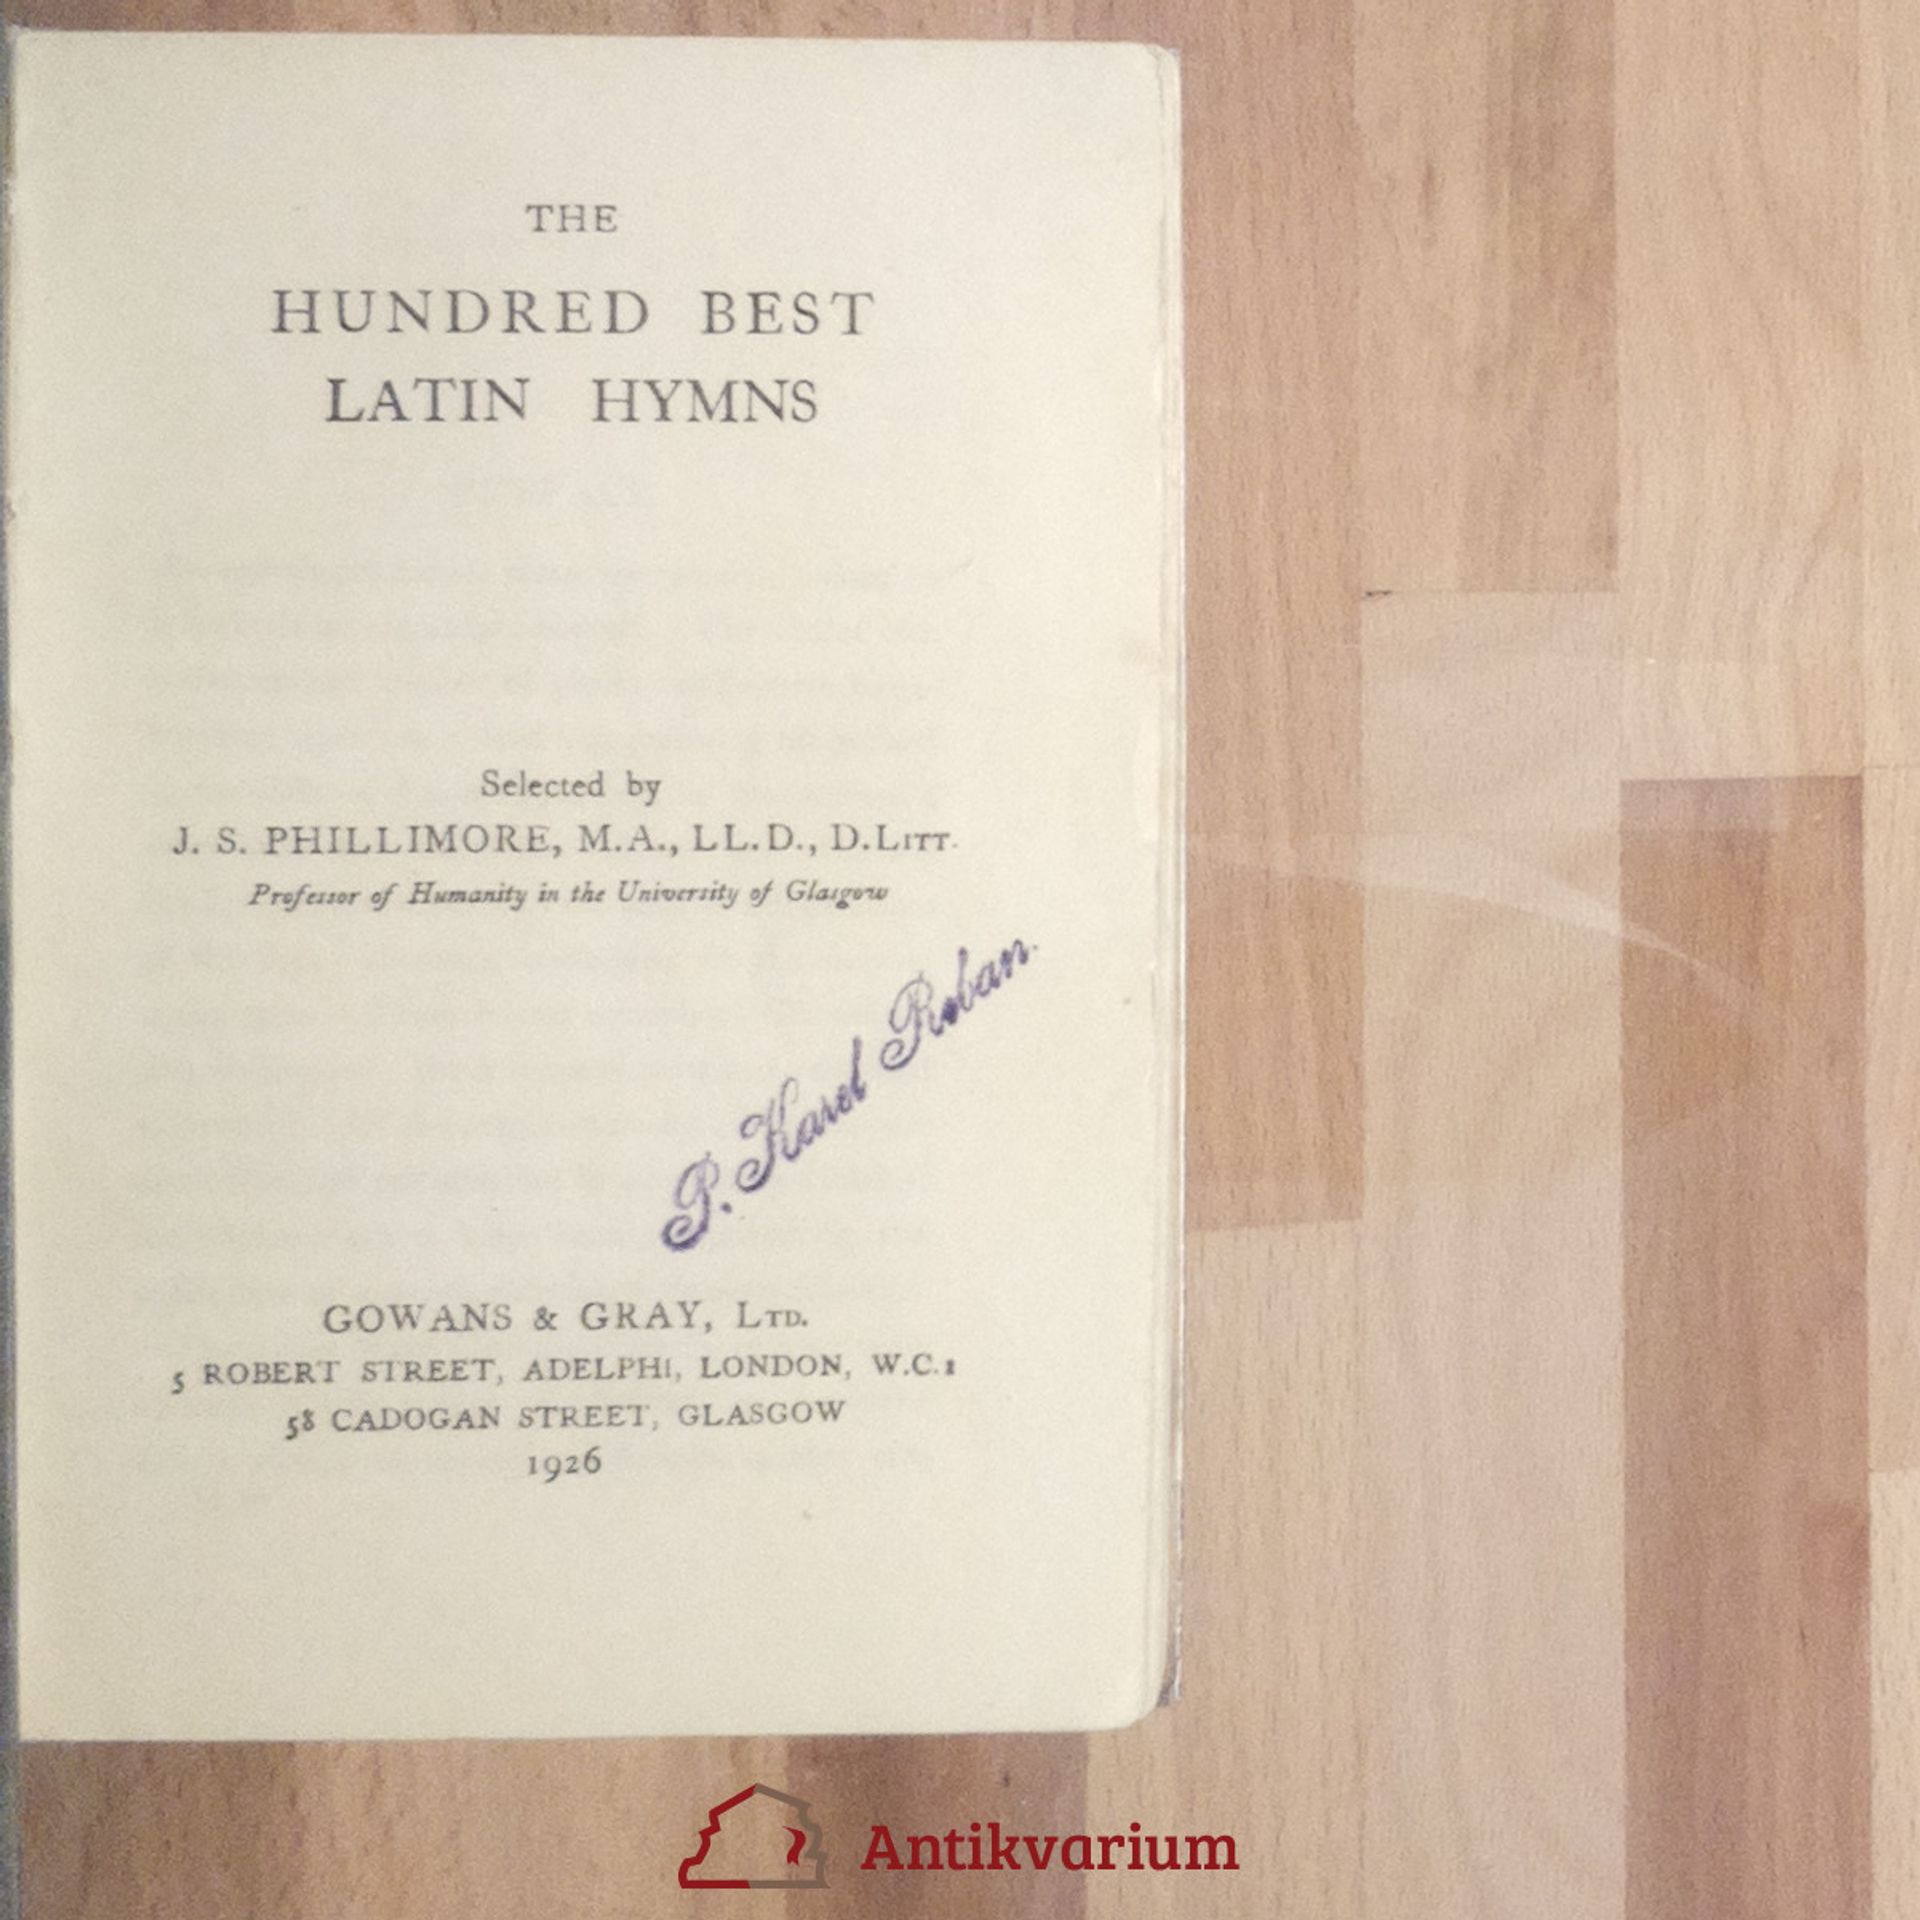 THE
HUNDRED BEST
LATIN HYMNS
Selected by
J. S. PHILLIMORE, M.A., LL.D., D.LITT.
Professor of Humanity in the University of Glasgow
P. Karel Roban.
GOWANS & GRAY, LTD.
5 ROBERT STREET, ADELPHI, LONDON, W.C.1
58 CADOGAN STREET, GLASGOW
1926
Antikvarium